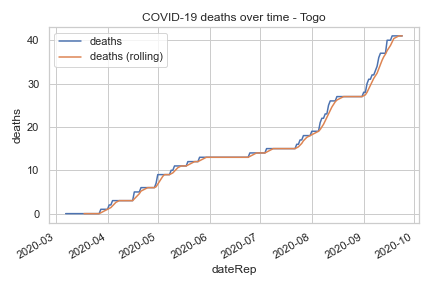 COVID-19 deaths over time - Togo
deaths
deaths (rolling)
deaths
40
30
20
10
0
2020-03
2020-04
2020-05
2020-06
2020-07
2020-08
2020-09
2020-10
dateRep